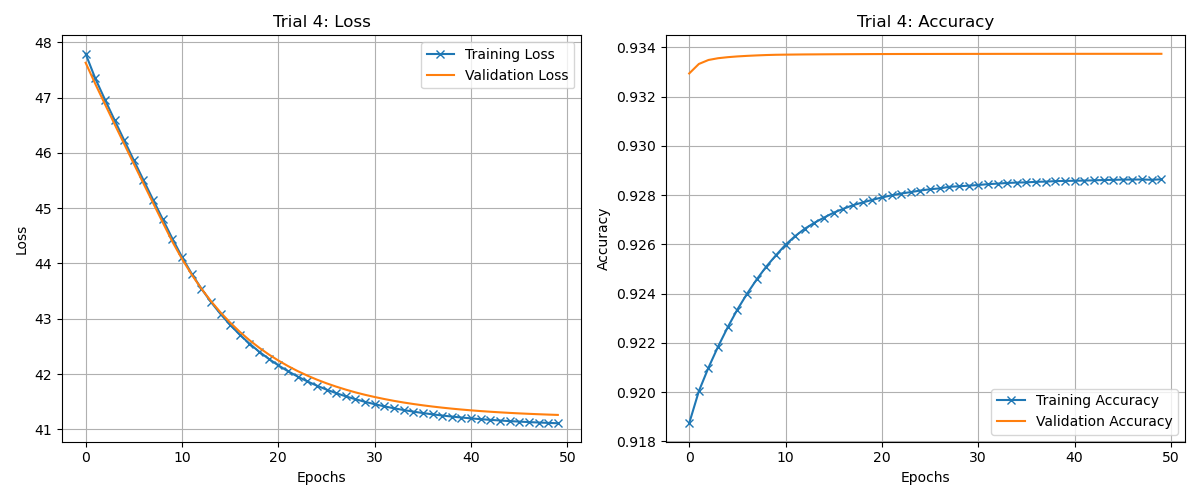 Trial 4: Loss
48
47
46
45
44
43
42
41
Loss
0 10 20 30 40 50
Epochs
Training Loss
Validation Loss
Trial 4: Accuracy
0.934
0.932
0.930
0.928
0.926
0.924
0.922
0.920
0.918
Accuracy
0 10 20 30 40 50
Epochs
Training Accuracy
Validation Accuracy